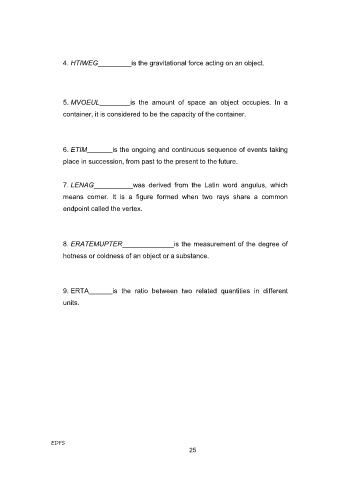 4. HTIWEG_________is the gravitational force acting on an object.
5. MVOEUL________is the amount of space an object occupies. In a
container, it is considered to be the capacity of the container.
6. ETIM_______is the ongoing and continuous sequence of events taking
place in succession, from past to the present to the future.
7. LENAG___________was derived from the Latin word angulus, which
means corner. It is a figure formed when two rays share a common
endpoint called the vertex.
8. ERATEMUPTER______________is the measurement of the degree of
hotness or coldness of an object or a substance.
9. ERTA______is the ratio between two related quantities in different
units.
EDFS
25